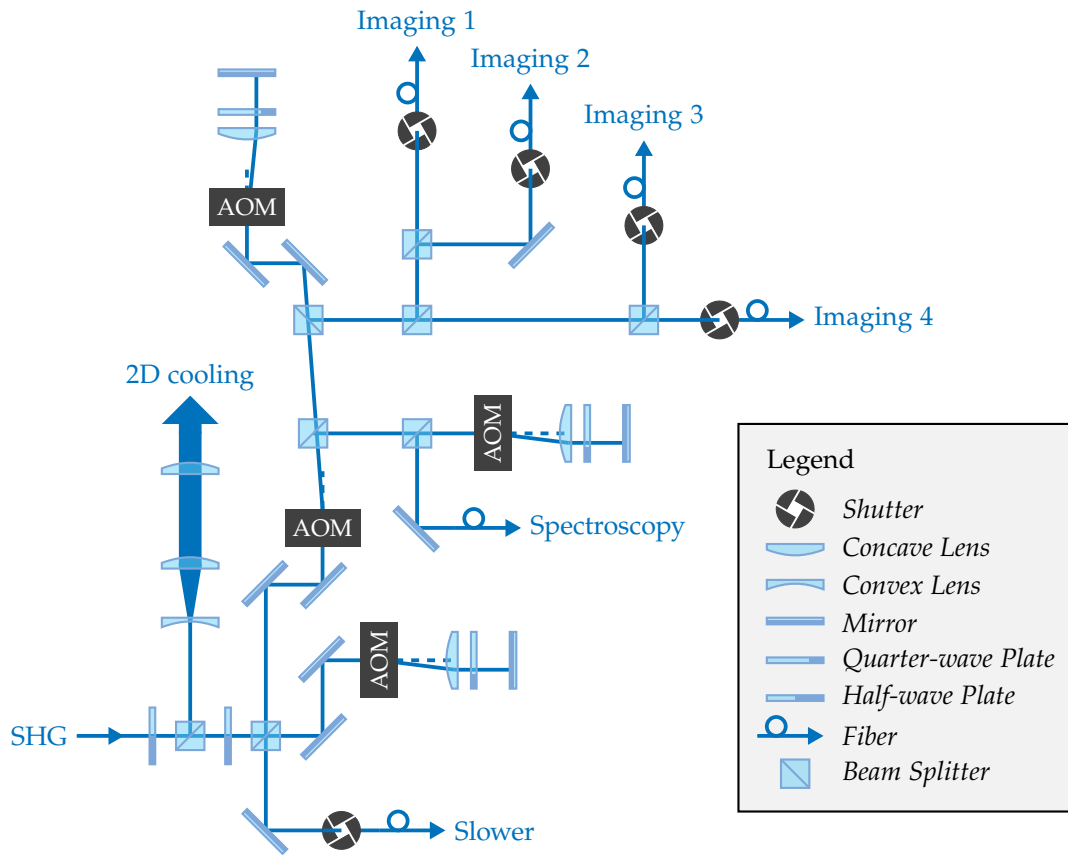 Imaging 1
Imaging 2
Imaging 3
AOM
Imaging 4
2D cooling
AOM
Legend
Shutter
AOM
Spectroscopy
Concave Lens
Convex Lens
Mirror
AOM
Quarter-wave Plate
Half-wave Plate
SHG
Fiber
Beam Splitter
Slower